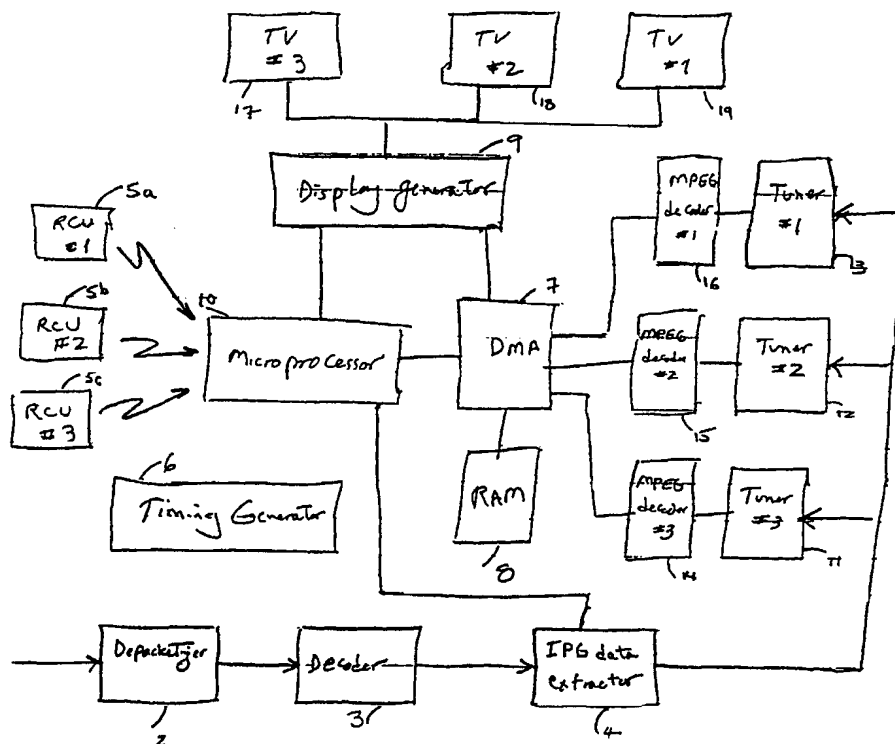 TV
#3
17
TV
#2
18
TV
#1
19
9
Display generator
5a
RCU
#1
5b
RCU
#2
5c
RCU
#3
10
Microprocessor
7
DMA
MPEG
decoder
#1
16
Tuner
#1
13
MPEG
decoder
#2
15
Tuner
#2
12
MPEG
decoder
#3
14
Tuner
#3
11
RAM
8
6
Timing Generator
Depacketizer
2
Decoder
3
IPG data
extractor
4